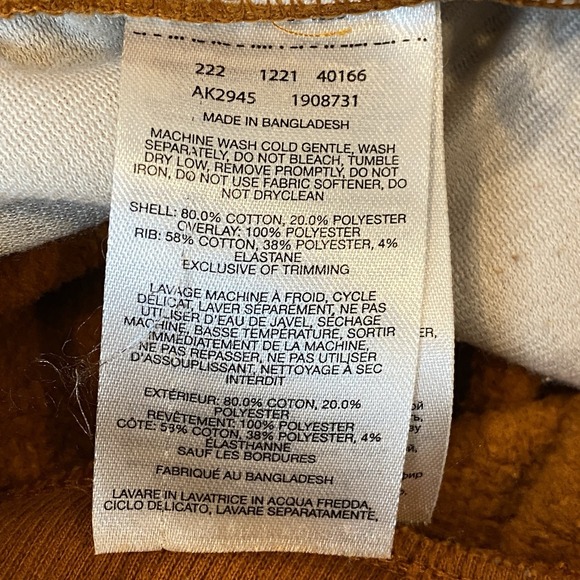 222 1221 40166
AK2945 1908731
MADE IN BANGLADESH
MACHINE WASH COLD GENTLE, WASH
SEPARATELY, DO NOT BLEACH, TUMBLE
DRY LOW, REMOVE PROMPTLY, DO NOT
IRON, DO NOT USE FABRIC SOFTENER, DO
NOT DRYCLEAN
SHELL: 80.0% COTTON, 20.0% POLYESTER
OVERLAY: 100% POLYESTER
RIB: 58% COTTON, 38% POLYESTER, 4%
ELASTANE
EXCLUSIVE OF TRIMMING
LAVAGE MACHINE À FROID, CYCLE
DÉLICAT, LAVER SÉPARÉMENT, NE PAS
UTILISER D'EAU DE JAVEL, SÉCHAGE
MACHINE, BASSE TEMPÉRATURE, SORTIR
IMMÉDIATEMENT DE LA MACHINE,
NE PAS REPASSER, NE PAS UTILISER
D'ASSOUPLISSANT, NETTOYAGE À SEC
INTERDIT
EXTÉRIEUR: 80.0% COTON, 20.0%
POLYESTER
REVÊTEMENT: 100% POLYESTER
CÔTE: 58% COTON, 38% POLYESTER, 4%
ÉLASTHANNE
SAUF LES BORDURES
FABRIQUÉ AU BANGLADESH
LAVARE IN LAVATRICE IN ACQUA FREDDA,
CICLO DELICATO, LAVARE SEPARATAMENTE,